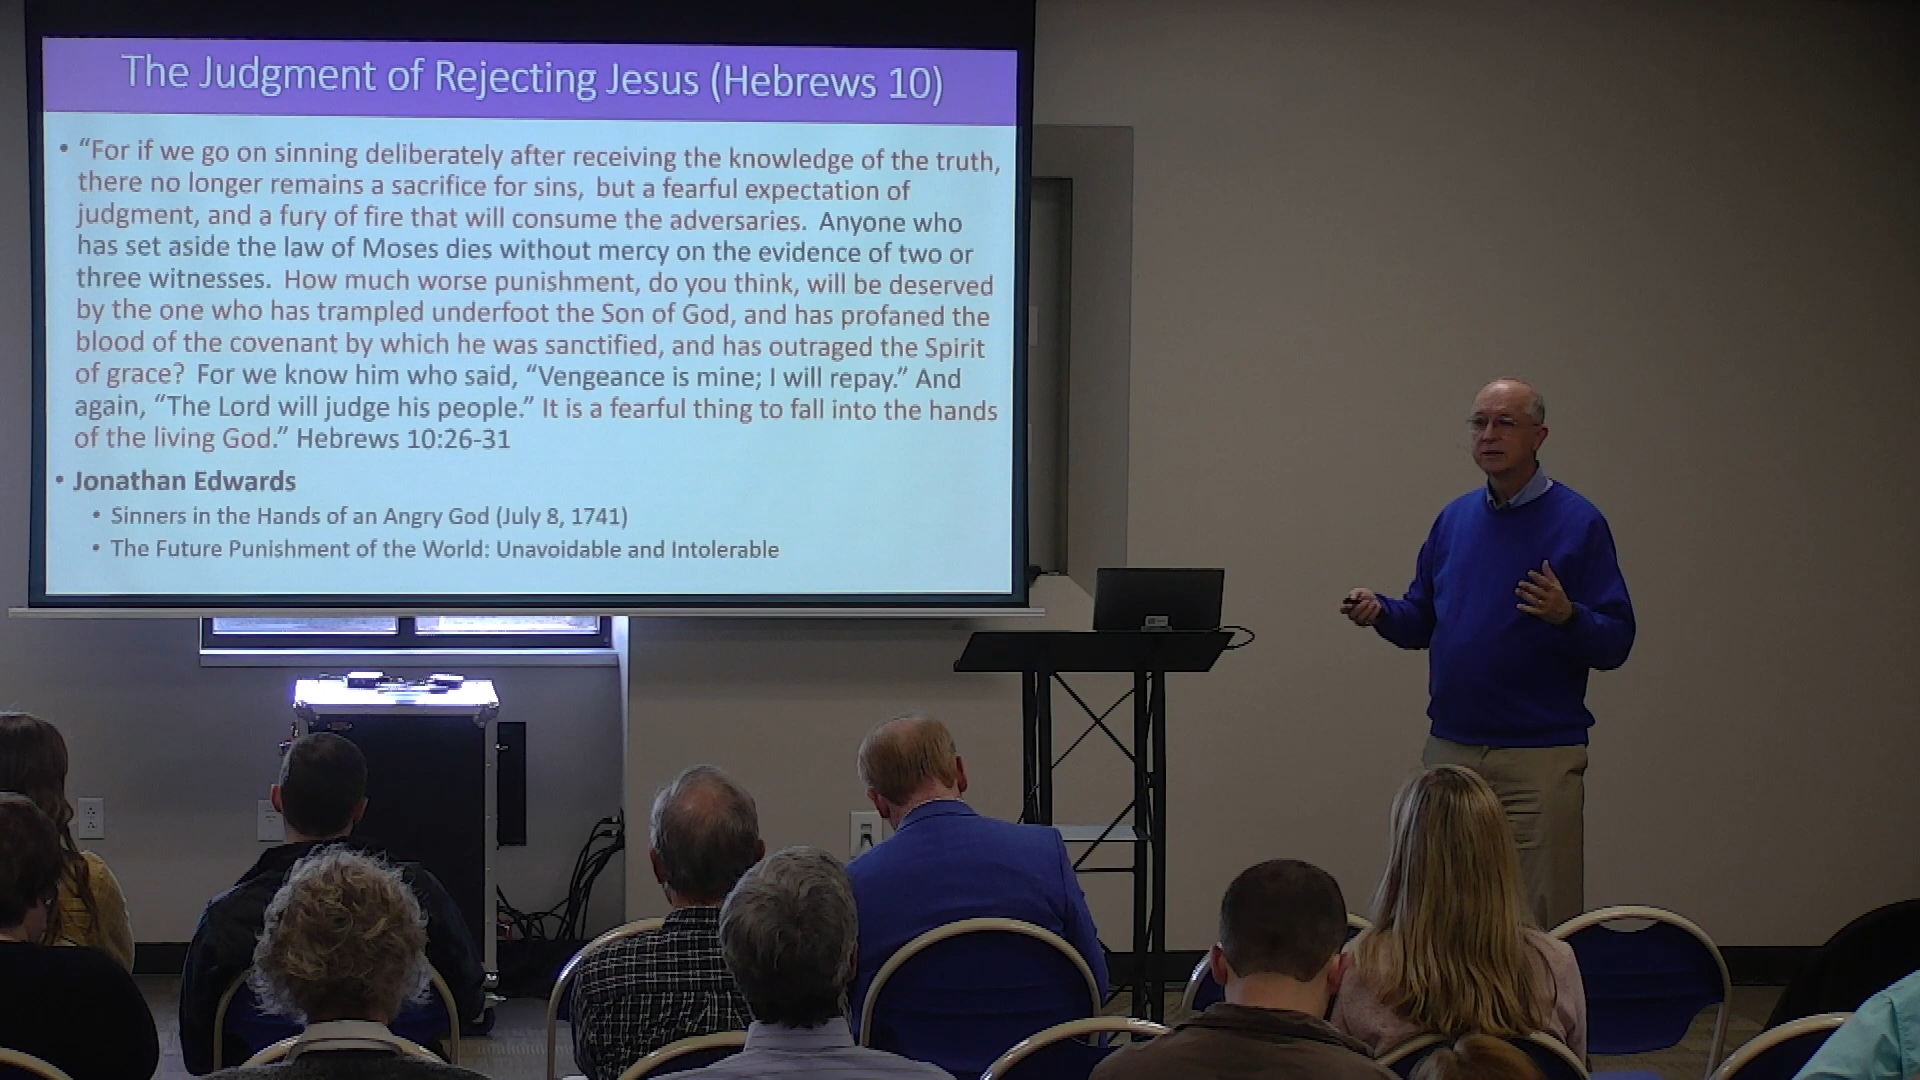 The Judgment of Rejecting Jesus (Hebrews 10)
• “For if we go on sinning deliberately after receiving the knowledge of the truth,
there no longer remains a sacrifice for sins, but a fearful expectation of
judgment, and a fury of fire that will consume the adversaries. Anyone who
has set aside the law of Moses dies without mercy on the evidence of two or
three witnesses. How much worse punishment, do you think, will be deserved
by the one who has trampled underfoot the Son of God, and has profaned the
blood of the covenant by which he was sanctified, and has outraged the Spirit
of grace? For we know him who said, “Vengeance is mine; I will repay.” And
again, “The Lord will judge his people.” It is a fearful thing to fall into the hands
of the living God.” Hebrews 10:26-31
• Jonathan Edwards
• Sinners in the Hands of an Angry God (July 8, 1741)
• The Future Punishment of the World: Unavoidable and Intolerable